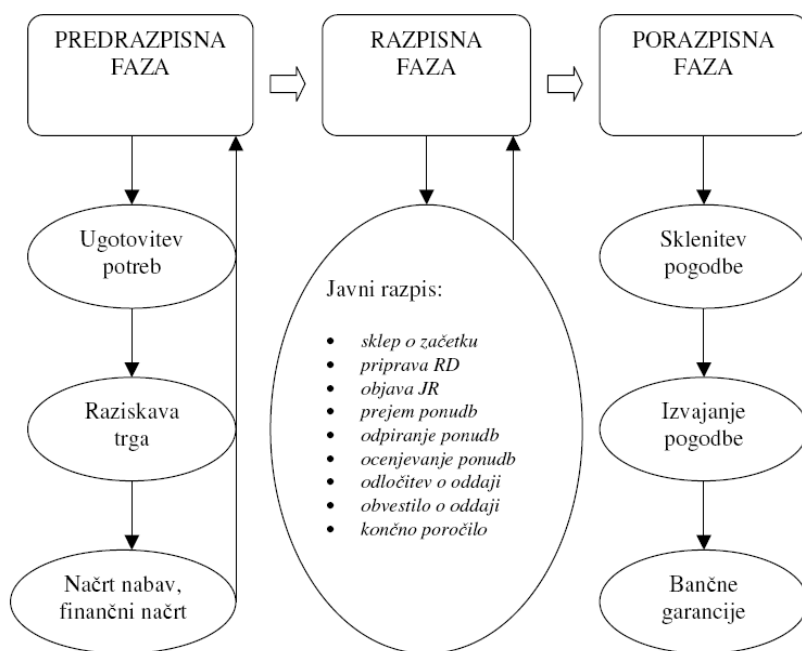 PREDRAZPISNA
FAZA
RAZPISNA
FAZA
PORAZPISNA
FAZA
Ugotovitev
potreb
Raziskava
trga
Načrt nabav,
finančni načrt
Javni razpis:
• sklep o začetku
• priprava RD
• objava JR
• prejem ponudb
• odpiranje ponudb
• ocenjevanje ponudb
• odločitev o oddaji
• obvestilo o oddaji
• končno poročilo
Sklenitev
pogodbe
Izvajanje
pogodbe
Bančne
garancije